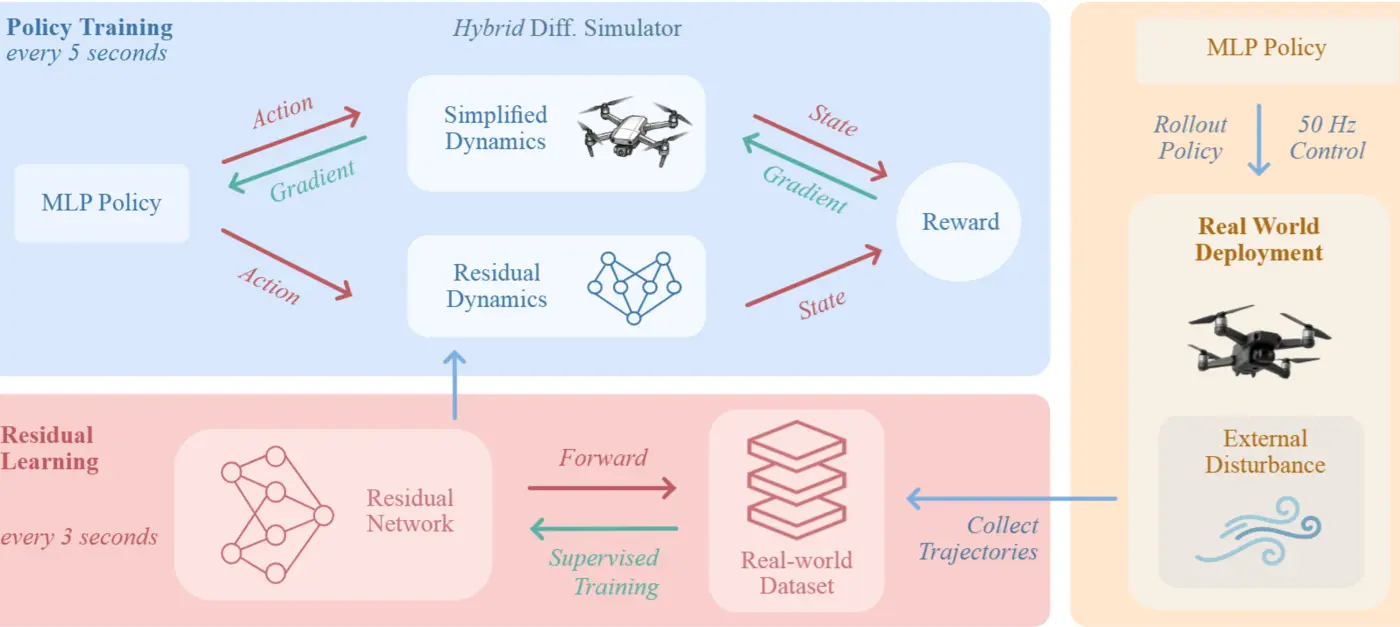 Policy Training
every 5 seconds
Hybrid Diff. Simulator
MLP Policy
Action
Gradient
Action
Simplified
Dynamics
Residual
Dynamics
State
Gradient
State
Reward
Residual
Learning
every 3 seconds
Residual
Network
Forward
Supervised
Training
Real-world
Dataset
Collect
Trajectories
MLP Policy
Rollout
Policy
50 Hz
Control
Real World
Deployment
External
Disturbance